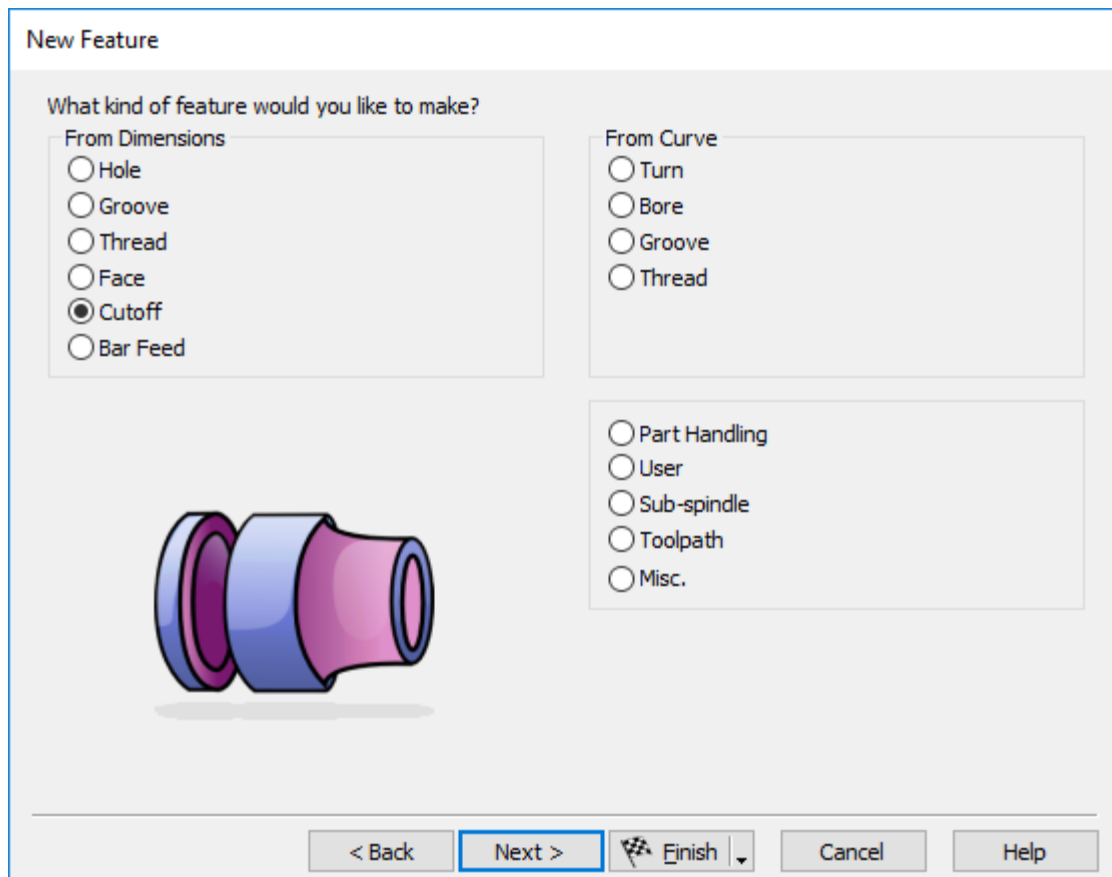 New Feature
What kind of feature would you like to make?
From Dimensions
Hole
Groove
Thread
Face
Cutoff
Bar Feed
From Curve
Turn
Bore
Groove
Thread
Part Handling
User
Sub-spindle
Toolpath
Misc.
< Back
Next >
Finish
Cancel
Help